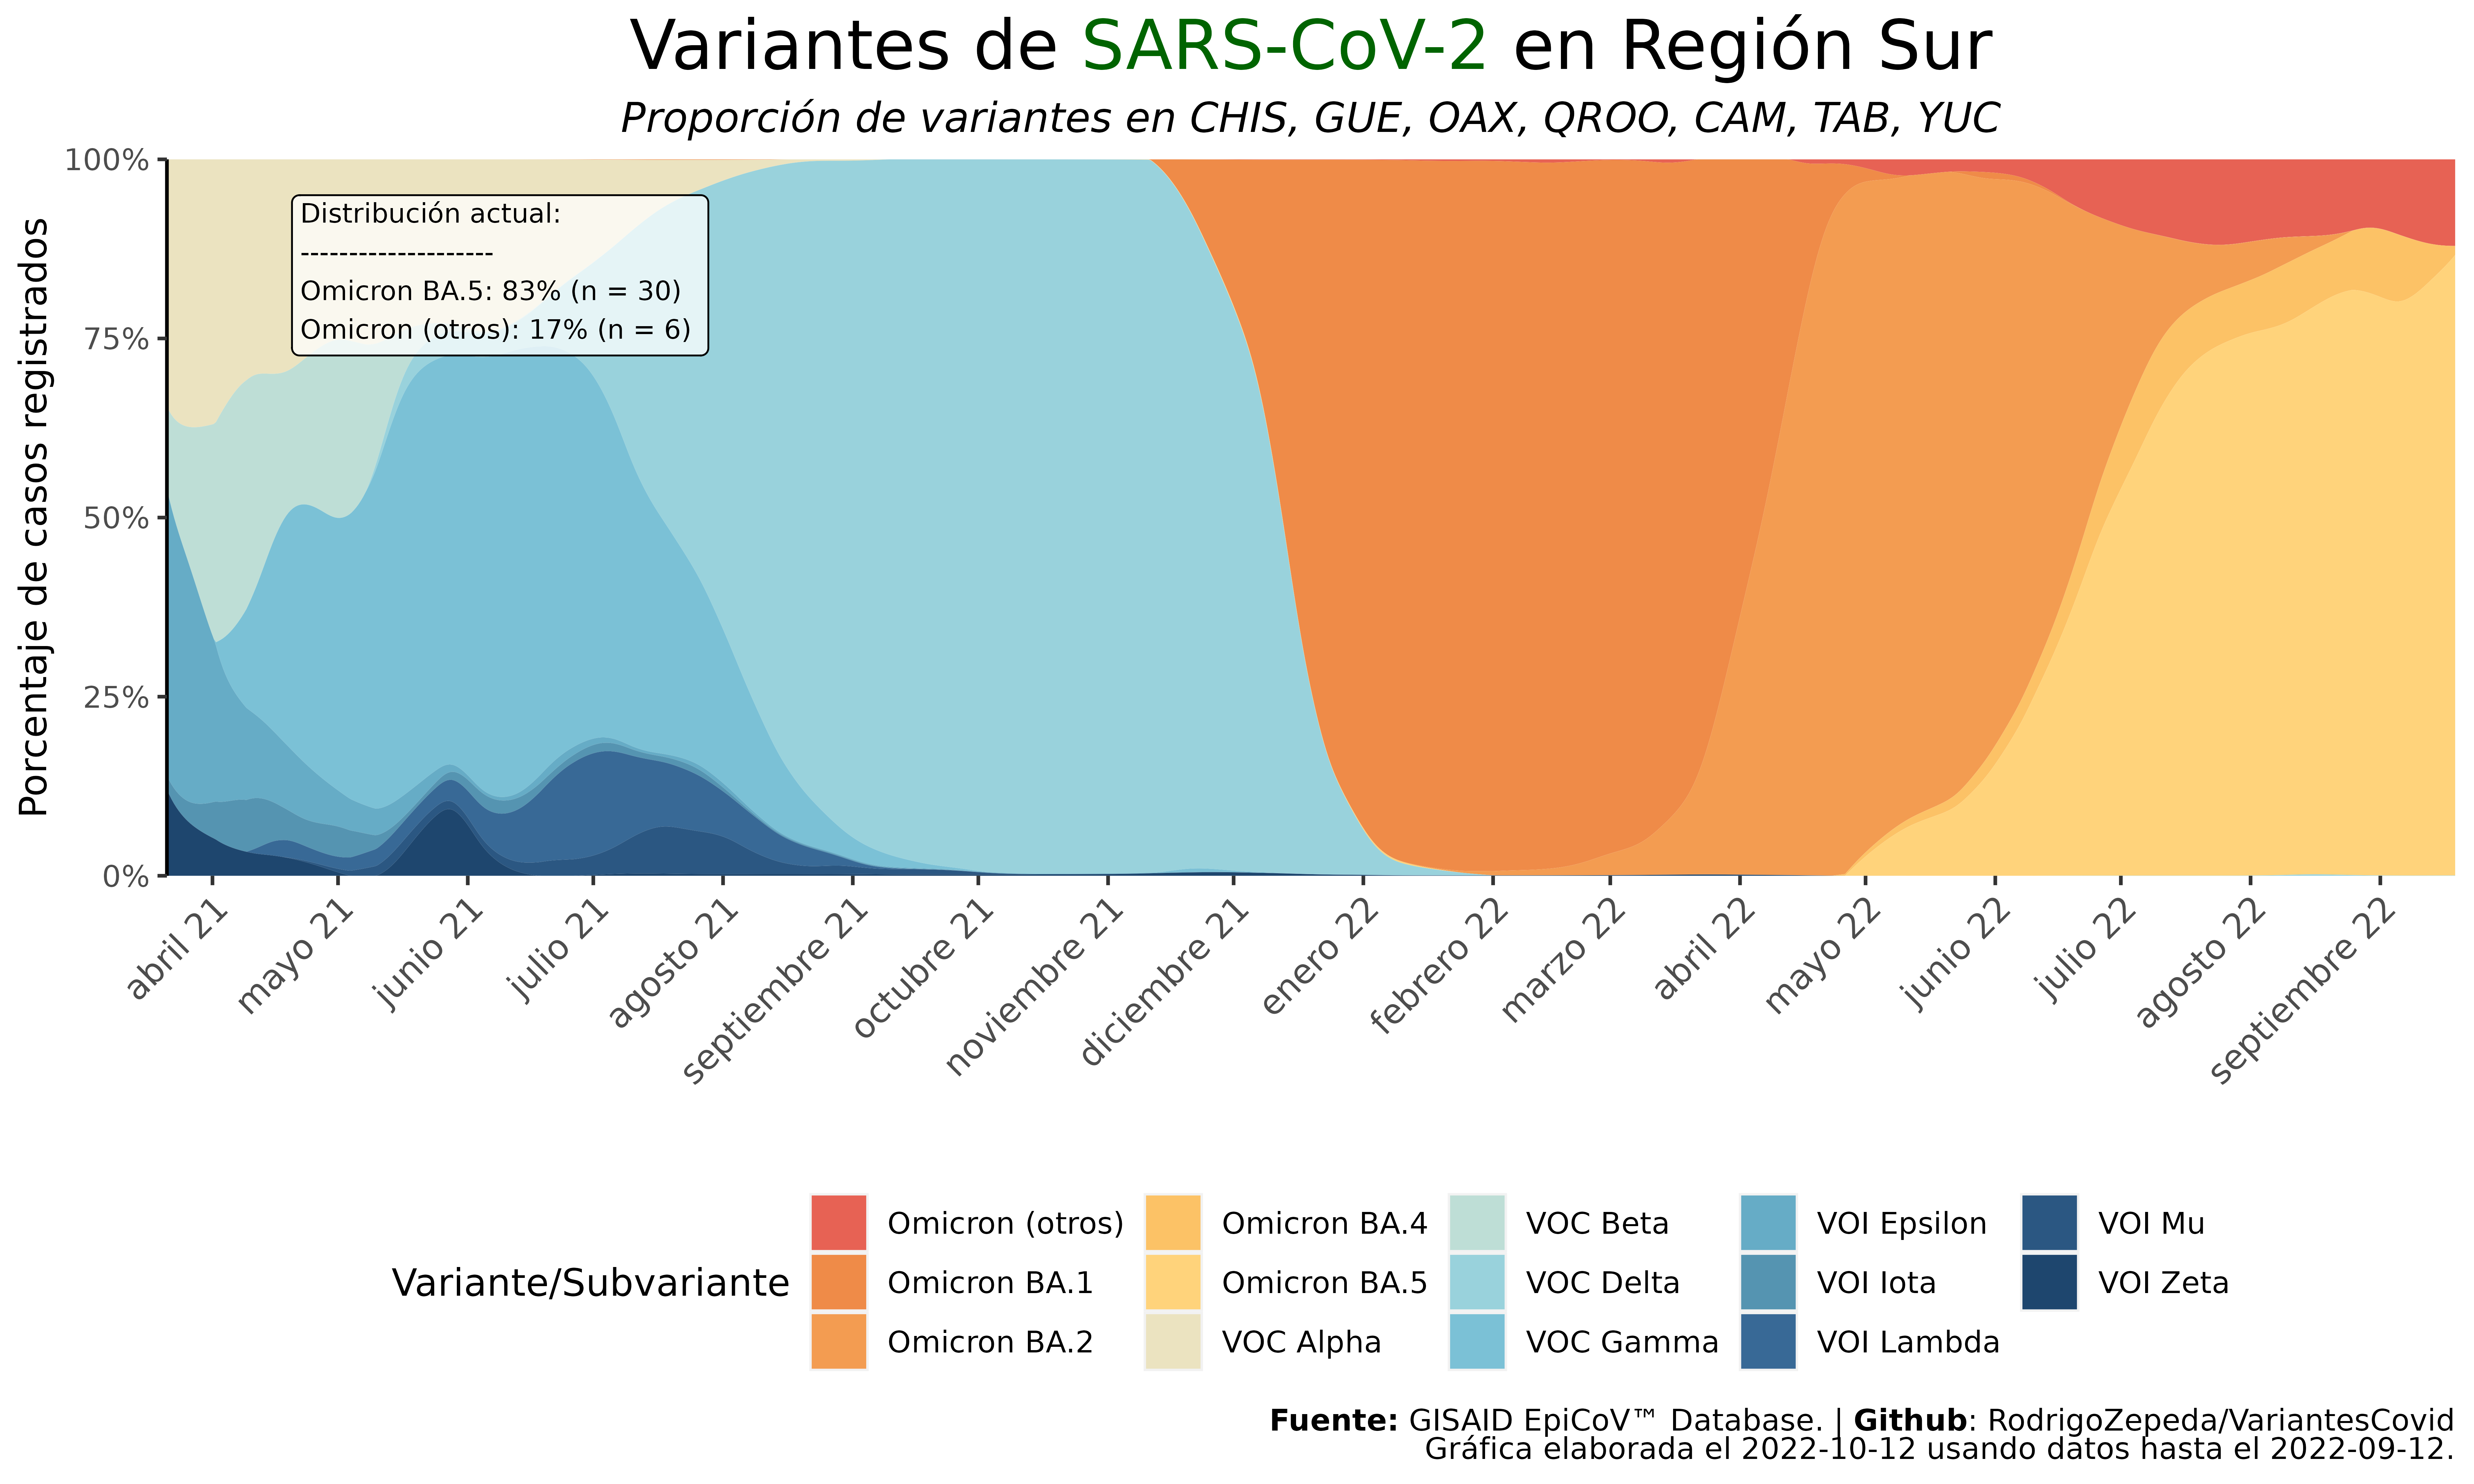 Variantes de SARS-CoV-2 en Región Sur
Proporción de variantes en CHIS, GUE, OAX, QROO, CAM, TAB, YUC
Porcentaje de casos registrados
100%
75%
50%
25%
0%
Distribución actual:
--------------------
Omicron BA.5: 83% (n = 30)
Omicron (otros): 17% (n = 6)
abril 21
mayo 21
junio 21
julio 21
agosto 21
septiembre 21
octubre 21
noviembre 21
diciembre 21
enero 22
febrero 22
marzo 22
abril 22
mayo 22
junio 22
julio 22
agosto 22
septiembre 22
Variante/Subvariante
Omicron (otros)
Omicron BA.1
Omicron BA.2
Omicron BA.4
Omicron BA.5
VOC Alpha
VOC Beta
VOC Delta
VOC Gamma
VOI Epsilon
VOI Iota
VOI Lambda
VOI Mu
VOI Zeta
Fuente: GISAID EpiCoV™ Database. | Github: RodrigoZepeda/VariantesCovid
Gráfica elaborada el 2022-10-12 usando datos hasta el 2022-09-12.